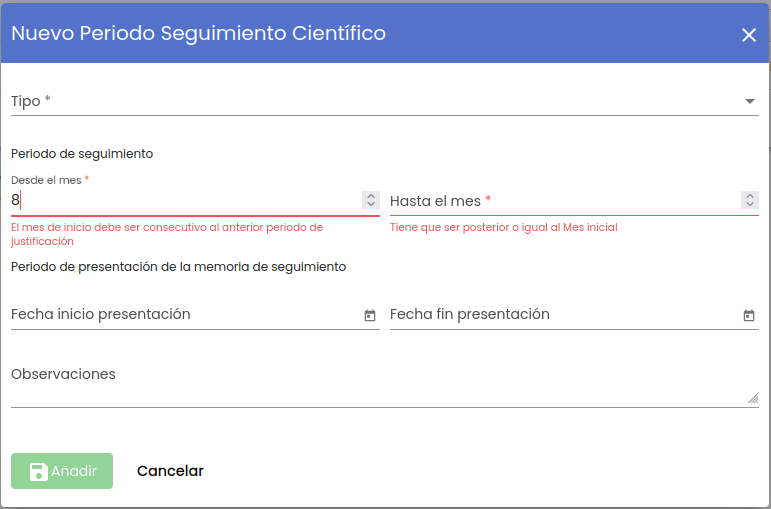 Nuevo Periodo Seguimiento Científico
Tipo *
Periodo de seguimiento
Desde el mes *
8
Hasta el mes *
El mes de inicio debe ser consecutivo al anterior periodo de
justificación
Tiene que ser posterior o igual al Mes inicial
Periodo de presentación de la memoria de seguimiento
Fecha inicio presentación
Fecha fin presentación
Observaciones
Añadir
Cancelar